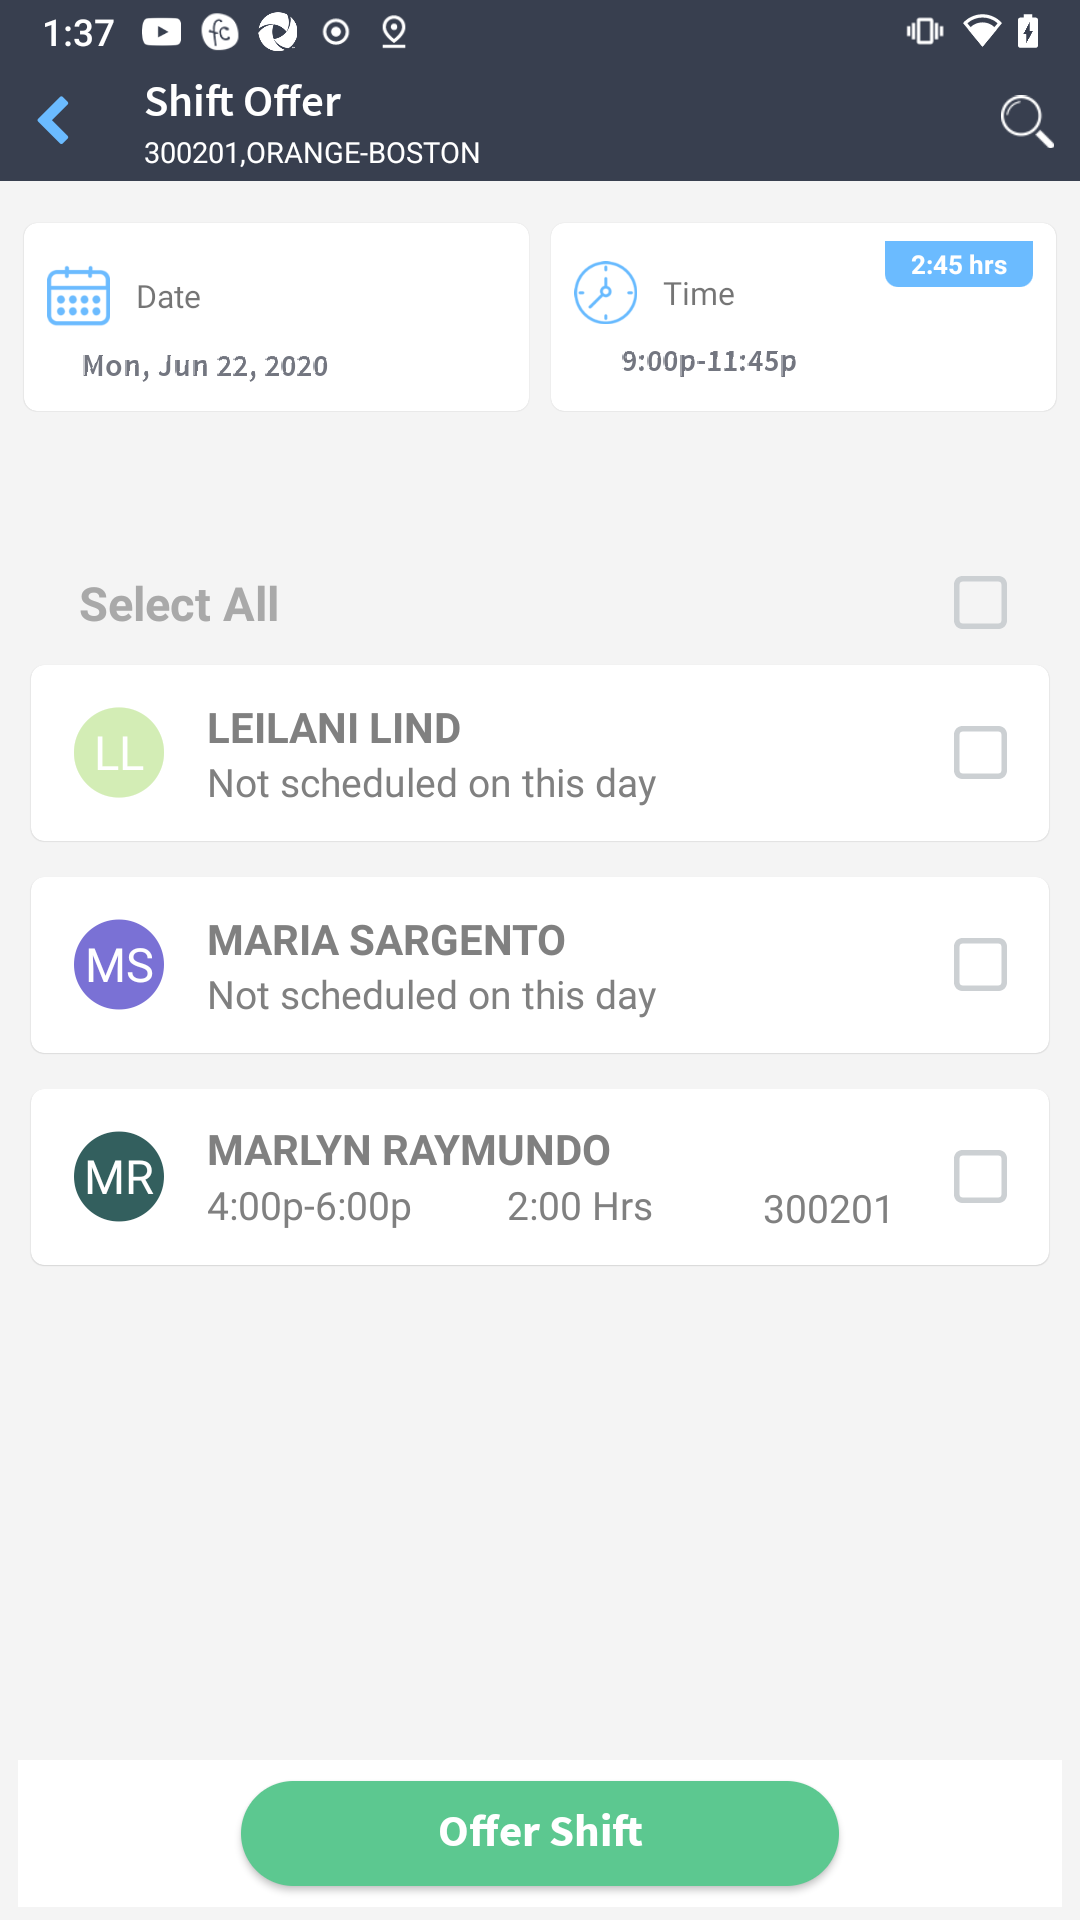 1:37
fc
Shift Offer
300201,ORANGE-BOSTON
Date
Mon, Jun 22, 2020
Time
2:45 hrs
9:00p-11:45p
Select All
LL
LEILANI LIND
Not scheduled on this day
MS
MARIA SARGENTO
Not scheduled on this day
MR
MARLYN RAYMUNDO
4:00p-6:00p 2:00 Hrs 300201
Offer Shift